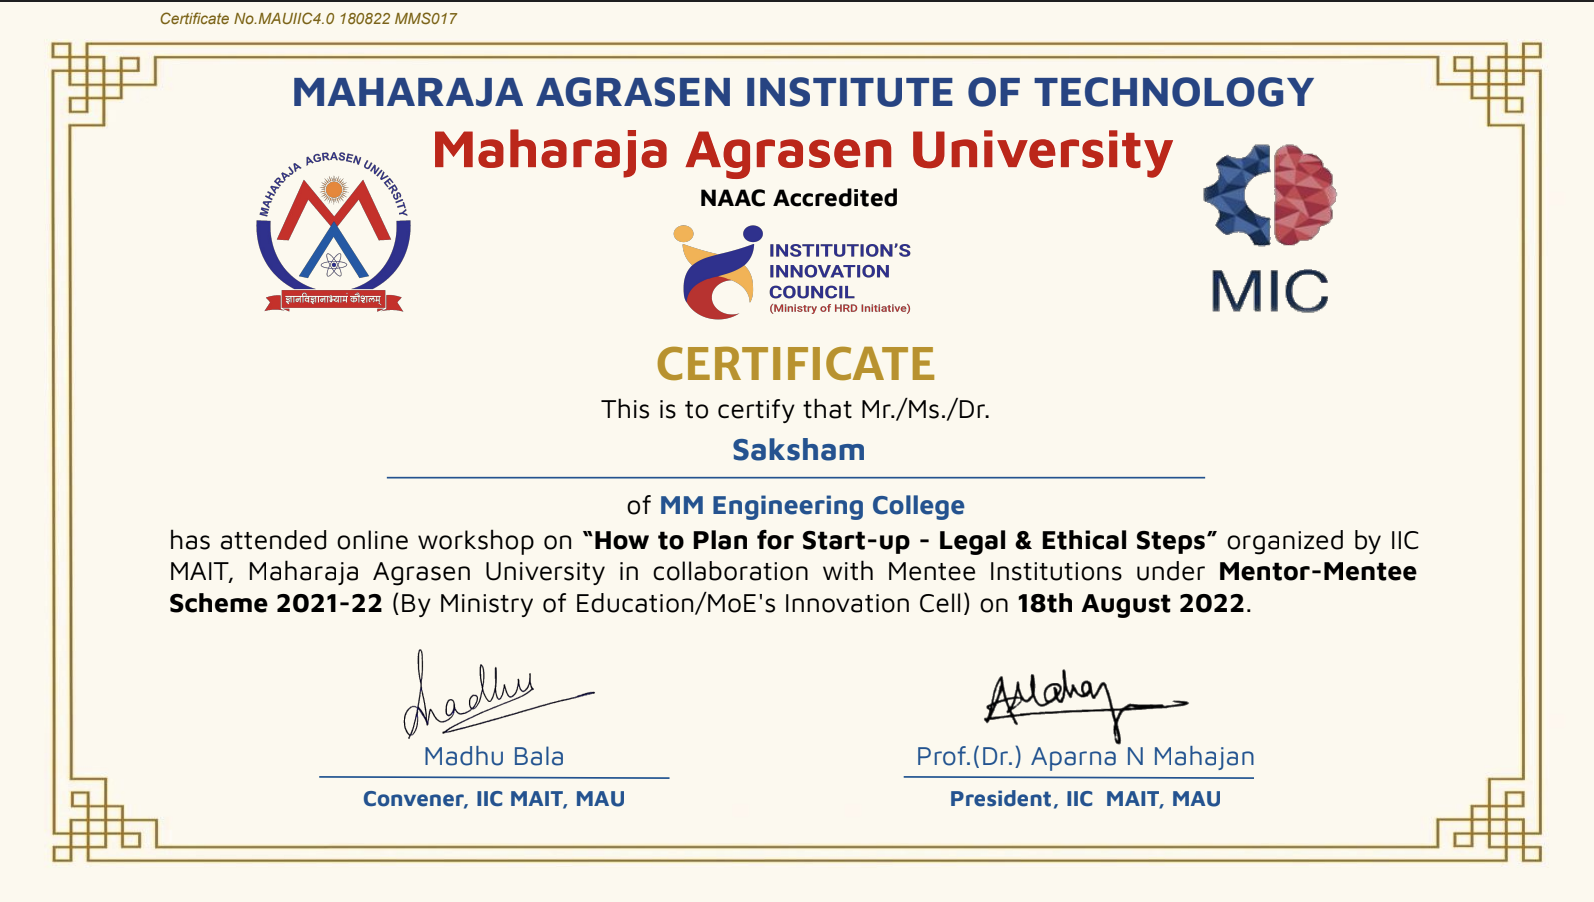 Certificate No.MAUIIC4.0 180822 MMS017
MAHARAJA AGRASEN INSTITUTE OF TECHNOLOGY
Maharaja Agrasen University
NAAC Accredited
MAHARAJA AGRASEN UNIVERSITY
ज्ञानविज्ञानाभ्यामं कौशलम्
INSTITUTION'S
INNOVATION
COUNCIL
(Ministry of HRD Initiative)
MIC
CERTIFICATE
This is to certify that Mr./Ms./Dr.
Saksham
of MM Engineering College
has attended online workshop on "How to Plan for Start-up - Legal & Ethical Steps" organized by IIC
MAIT, Maharaja Agrasen University in collaboration with Mentee Institutions under Mentor-Mentee
Scheme 2021-22 (By Ministry of Education/MoE's Innovation Cell) on 18th August 2022.
Madhu
AMahajan
Madhu Bala
Prof.(Dr.) Aparna N Mahajan
Convener, IIC MAIT, MAU
President, IIC MAIT, MAU